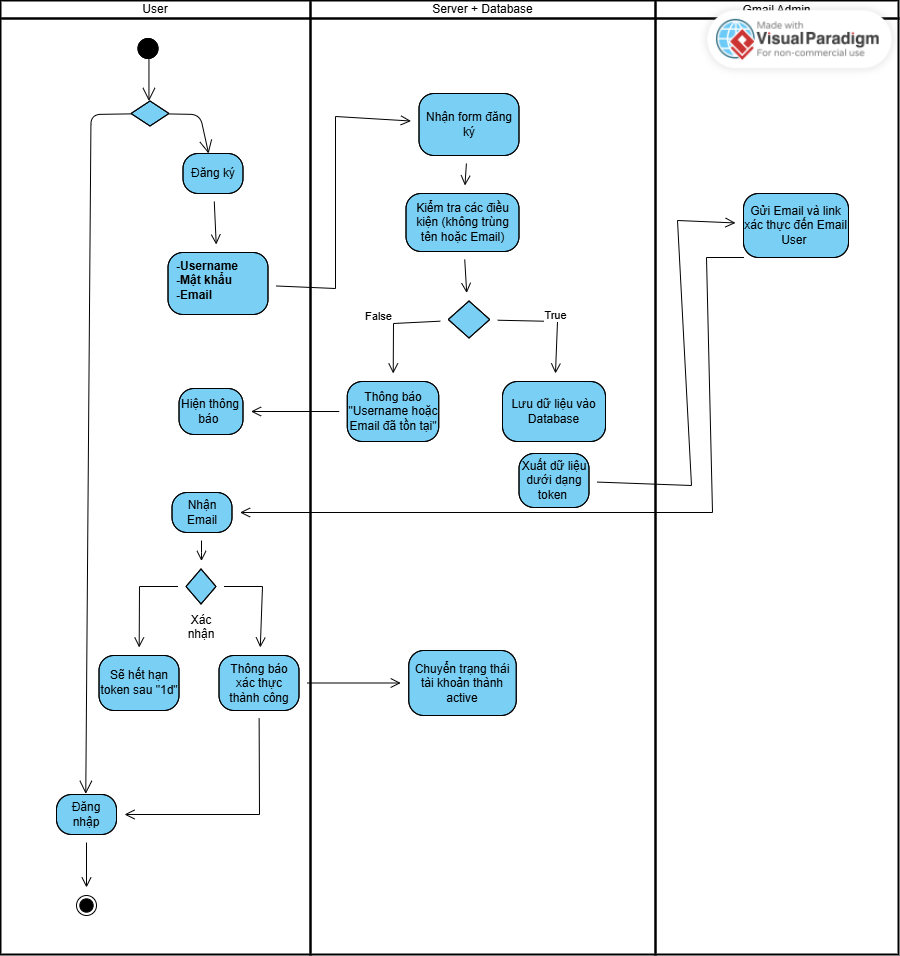 User
Server + Database
Gmail Admin
Made with
Visual Paradigm
For non-commercial use
Đăng ký
-Username
-Mật khẩu
-Email
Nhận form đăng
ký
Kiểm tra các điều
kiện (không trùng
tên hoặc Email)
False
True
Gửi Email và link
xác thực đến Email
User
Hiện thông
báo
Thông báo
"Username hoặc
Email đã tồn tại"
Lưu dữ liệu vào
Database
Xuất dữ liệu
dưới dạng
token
Nhận
Email
Xác
nhận
Sẽ hết hạn
token sau "1d"
Thông báo
xác thực
thành công
Chuyển trạng thái
tài khoản thành
active
Đăng
nhập